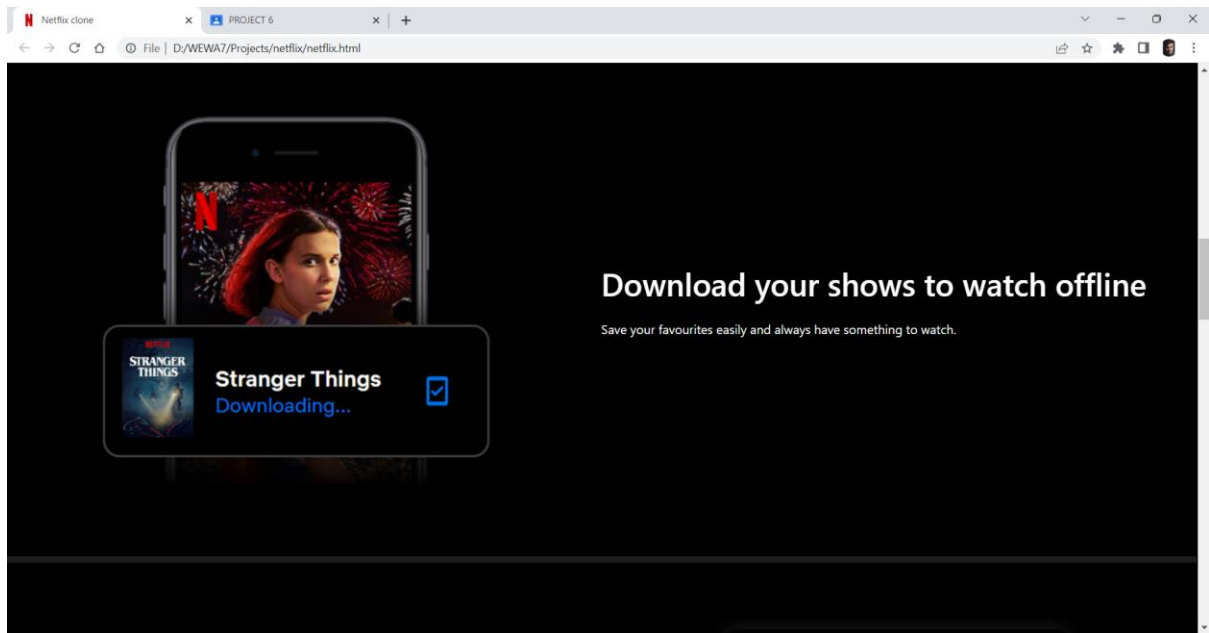 Netflix clone
PROJECT 6
File | D:/WEWA7/Projects/netflix/netflix.html
N
Download your shows to watch offline
Save your favourites easily and always have something to watch.
NETFLIX
STRANGER
THINGS
Stranger Things
Downloading...